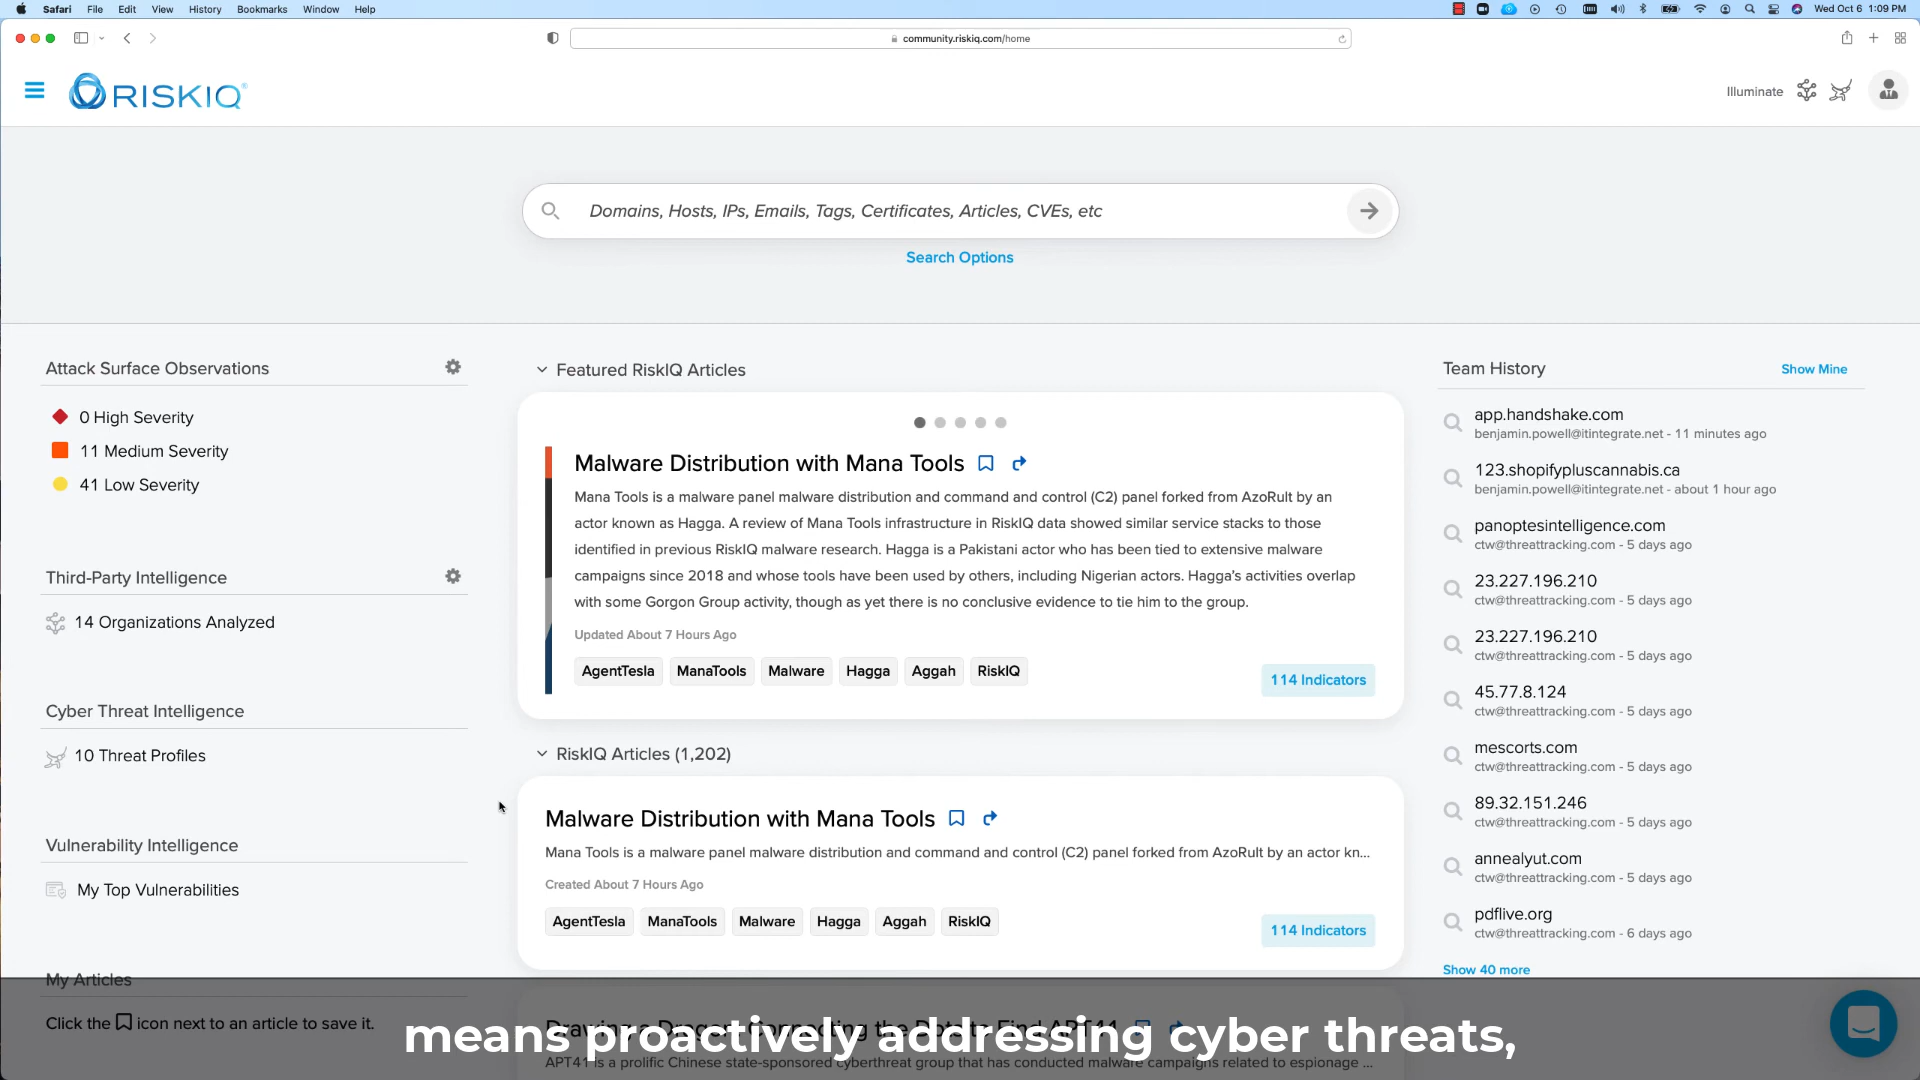 Safari File Edit View History Bookmarks Window Help
Wed Oct 6 1:09 PM
community.riskiq.com/home
RISKIQ
Illuminate
Domains, Hosts, IPs, Emails, Tags, Certificates, Articles, CVEs, etc
Search Options
Attack Surface Observations
0 High Severity
11 Medium Severity
41 Low Severity
Third-Party Intelligence
14 Organizations Analyzed
Cyber Threat Intelligence
10 Threat Profiles
Vulnerability Intelligence
My Top Vulnerabilities
My Articles
Click the icon next to an article to save it.
Featured RiskIQ Articles
Malware Distribution with Mana Tools
Mana Tools is a malware panel malware distribution and command and control (C2) panel forked from AzoRult by an
actor known as Hagga. A review of Mana Tools infrastructure in RiskIQ data showed similar service stacks to those
identified in previous RiskIQ malware research. Hagga is a Pakistani actor who has been tied to extensive malware
campaigns since 2018 and whose tools have been used by others, including Nigerian actors. Hagga's activities overlap
with some Gorgon Group activity, though as yet there is no conclusive evidence to tie him to the group.
Updated About 7 Hours Ago
AgentTesla ManaTools Malware Hagga Aggah RiskIQ
114 Indicators
RiskIQ Articles (1,202)
Malware Distribution with Mana Tools
Mana Tools is a malware panel malware distribution and command and control (C2) panel forked from AzoRult by an actor kn...
Created About 7 Hours Ago
AgentTesla ManaTools Malware Hagga Aggah RiskIQ
114 Indicators
Drawing a Dragon: Connecting the Dots to Find APT41
APT41 is a prolific Chinese state-sponsored cyberthreat group that has conducted malware campaigns related to espionage ...
Team History
Show Mine
app.handshake.com
benjamin.powell@itintegrate.net - 11 minutes ago
123.shopifypluscannabis.ca
benjamin.powell@itintegrate.net - about 1 hour ago
panoptesintelligence.com
ctw@threattracking.com - 5 days ago
23.227.196.210
ctw@threattracking.com - 5 days ago
23.227.196.210
ctw@threattracking.com - 5 days ago
45.77.8.124
ctw@threattracking.com - 5 days ago
mescorts.com
ctw@threattracking.com - 5 days ago
89.32.151.246
ctw@threattracking.com - 5 days ago
annealyut.com
ctw@threattracking.com - 5 days ago
pdflive.org
ctw@threattracking.com - 6 days ago
Show 40 more
means proactively addressing cyber threats,